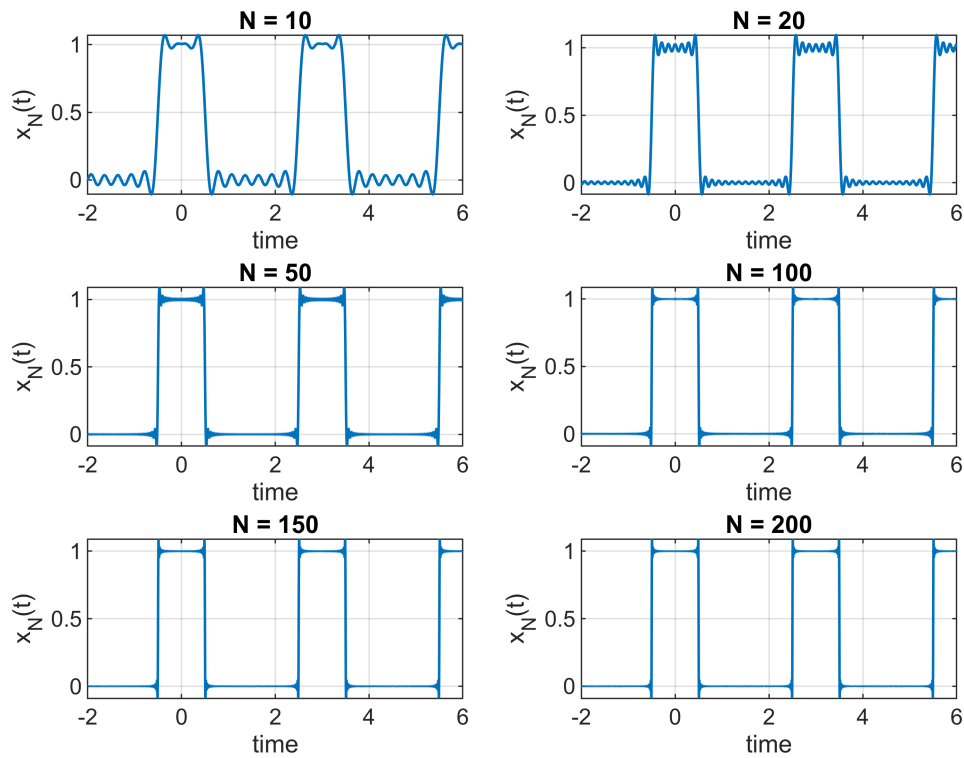 N = 10
1
0.5
0
x_N(t)
-2 0 2 4 6
time
N = 20
1
0.5
0
x_N(t)
-2 0 2 4 6
time
N = 50
1
0.5
0
x_N(t)
-2 0 2 4 6
time
N = 100
1
0.5
0
x_N(t)
-2 0 2 4 6
time
N = 150
1
0.5
0
x_N(t)
-2 0 2 4 6
time
N = 200
1
0.5
0
x_N(t)
-2 0 2 4 6
time